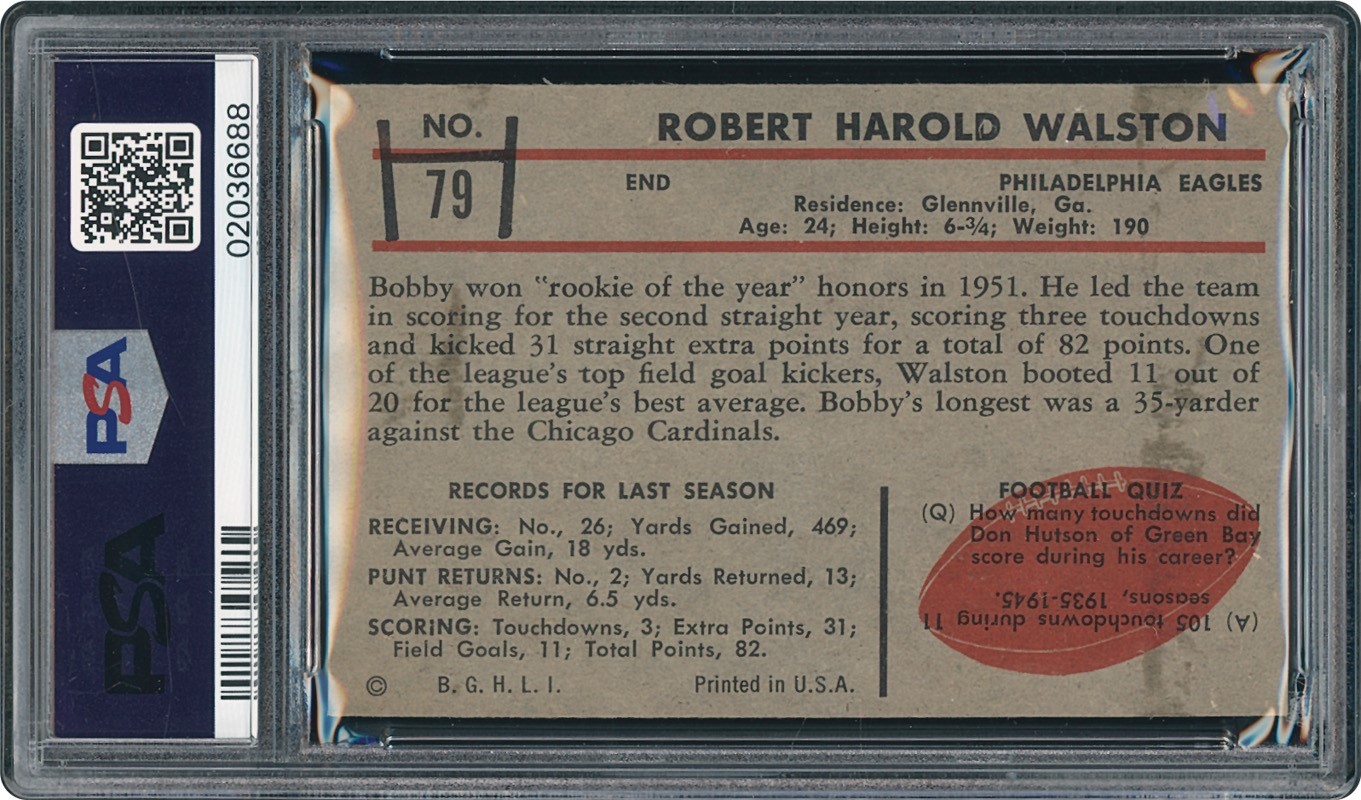 02036688
PSA
PSA
NO.
79
ROBERT HAROLD WALSTON
END
PHILADELPHIA EAGLES
Residence: Glennville, Ga.
Age: 24; Height: 6-¾; Weight: 190
Bobby won "rookie of the year" honors in 1951. He led the team
in scoring for the second straight year, scoring three touchdowns
and kicked 31 straight extra points for a total of 82 points. One
of the league's top field goal kickers, Walston booted 11 out of
20 for the league's best average. Bobby's longest was a 35-yarder
against the Chicago Cardinals.
RECORDS FOR LAST SEASON
RECEIVING: No., 26; Yards Gained, 469;
Average Gain, 18 yds.
PUNT RETURNS: No., 2; Yards Returned, 13;
Average Return, 6.5 yds.
SCORING: Touchdowns, 3; Extra Points, 31;
Field Goals, 11; Total Points, 82.
© B. G. H. L. I.
Printed in U.S.A.
FOOTBALL QUIZ
(Q) How many touchdowns did
Don Hutson of Green Bay
score during his career?
(A) 105 touchdowns during 11
seasons, 1935-1945.